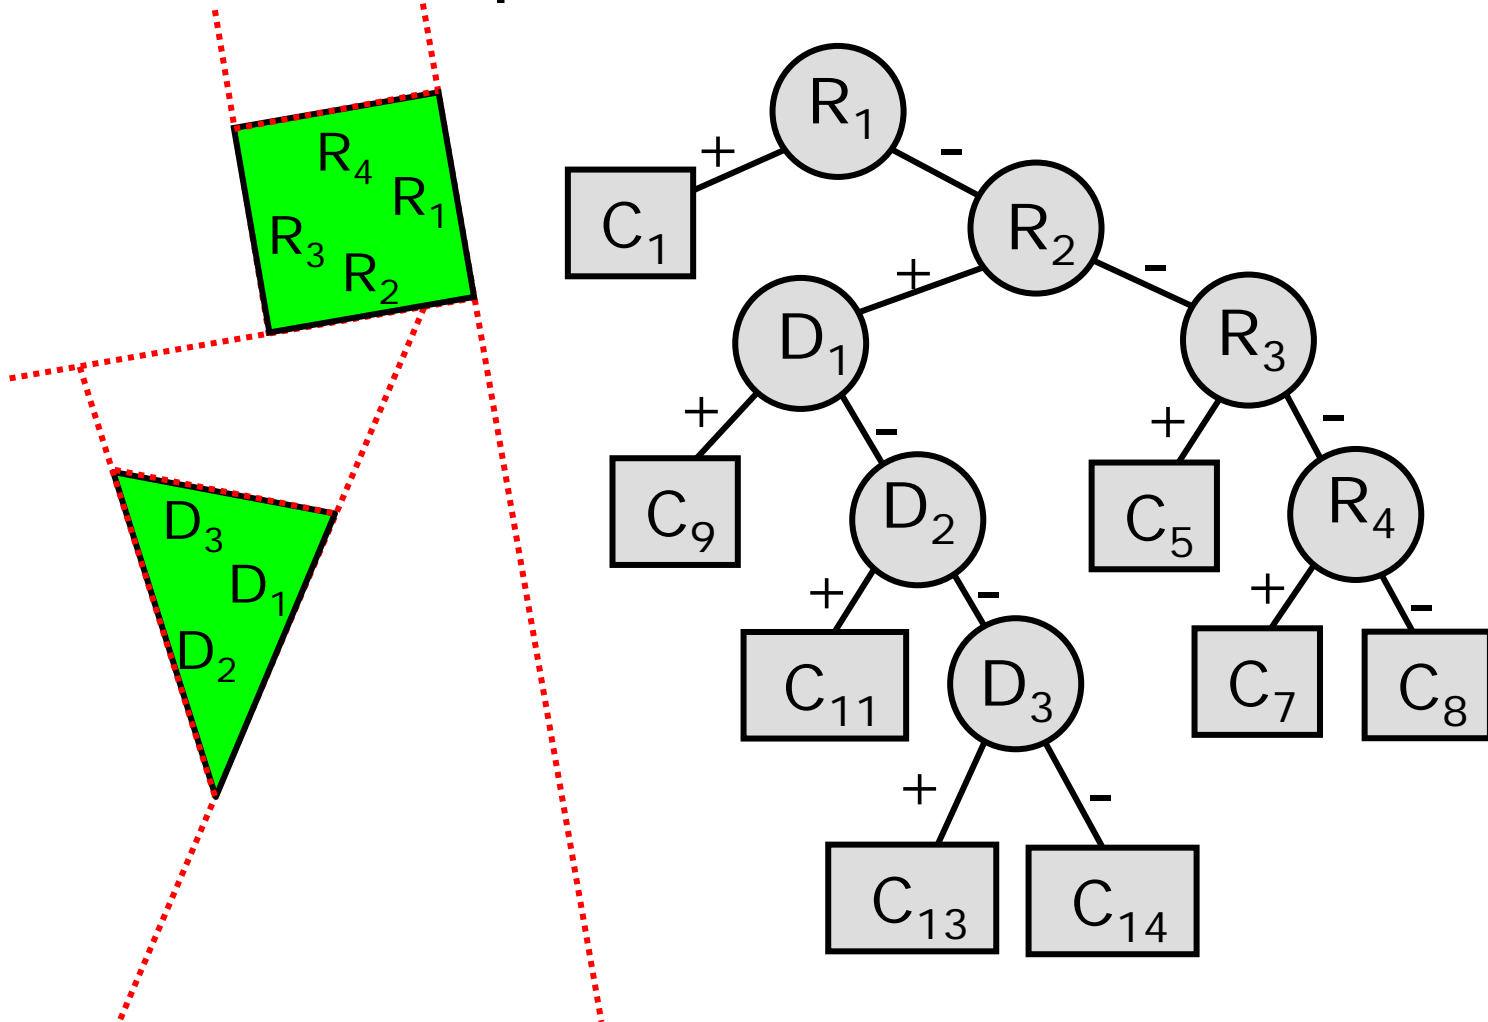 R1
+
-
C1
R2
+
-
D1
R3
+
-
+
-
C9
D2
C5
R4
+
-
+
-
C11
D3
C7
C8
+
-
C13
C14
R4
R1
R3
R2
D3
D1
D2